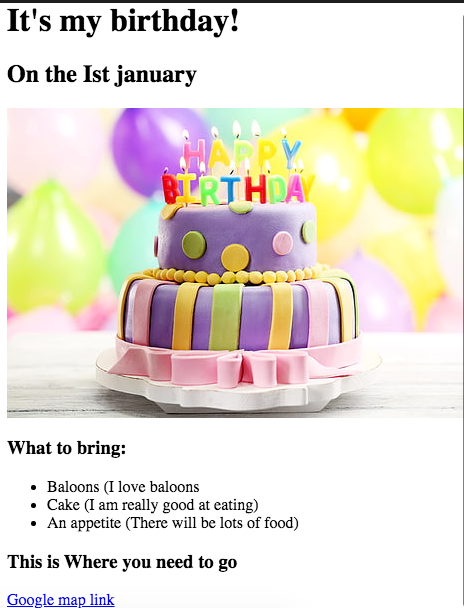 It's my birthday!
On the Ist january
HAPPY
BIRTHDAY
What to bring:
Baloons (I love baloons
Cake (I am really good at eating)
An appetite (There will be lots of food)
This is Where you need to go
Google map link